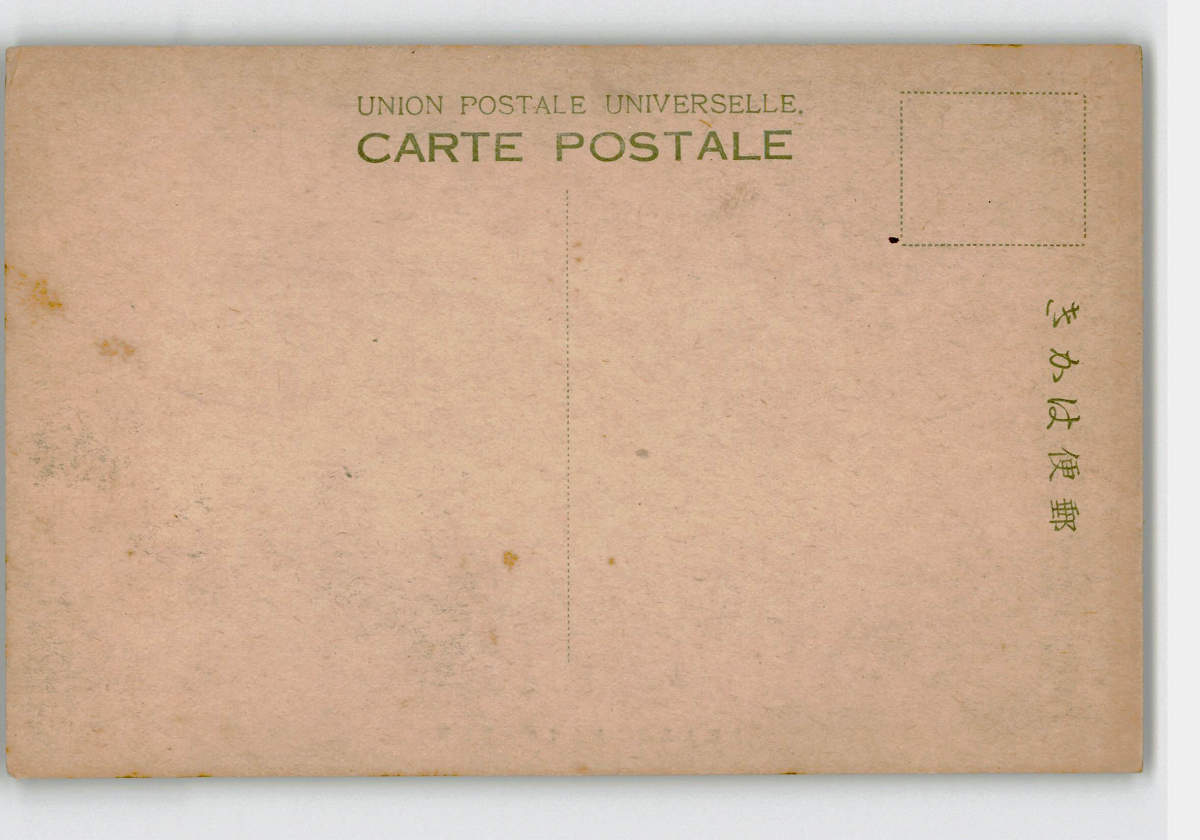 UNION POSTALE UNIVERSELLE.
CARTE POSTALE
郵便はかき